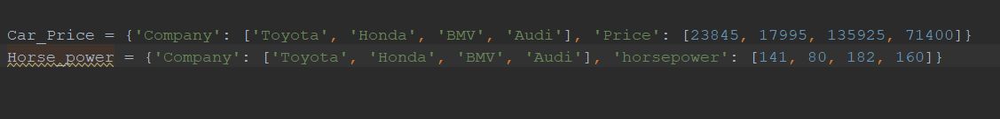 Car_Price = {'Company': ['Toyota', 'Honda', 'BMV', 'Audi'], 'Price': [23845, 17995, 135925, 71400]}
Horse_power = {'Company': ['Toyota', 'Honda', 'BMV', 'Audi'], 'horsepower': [141, 80, 182, 160]}